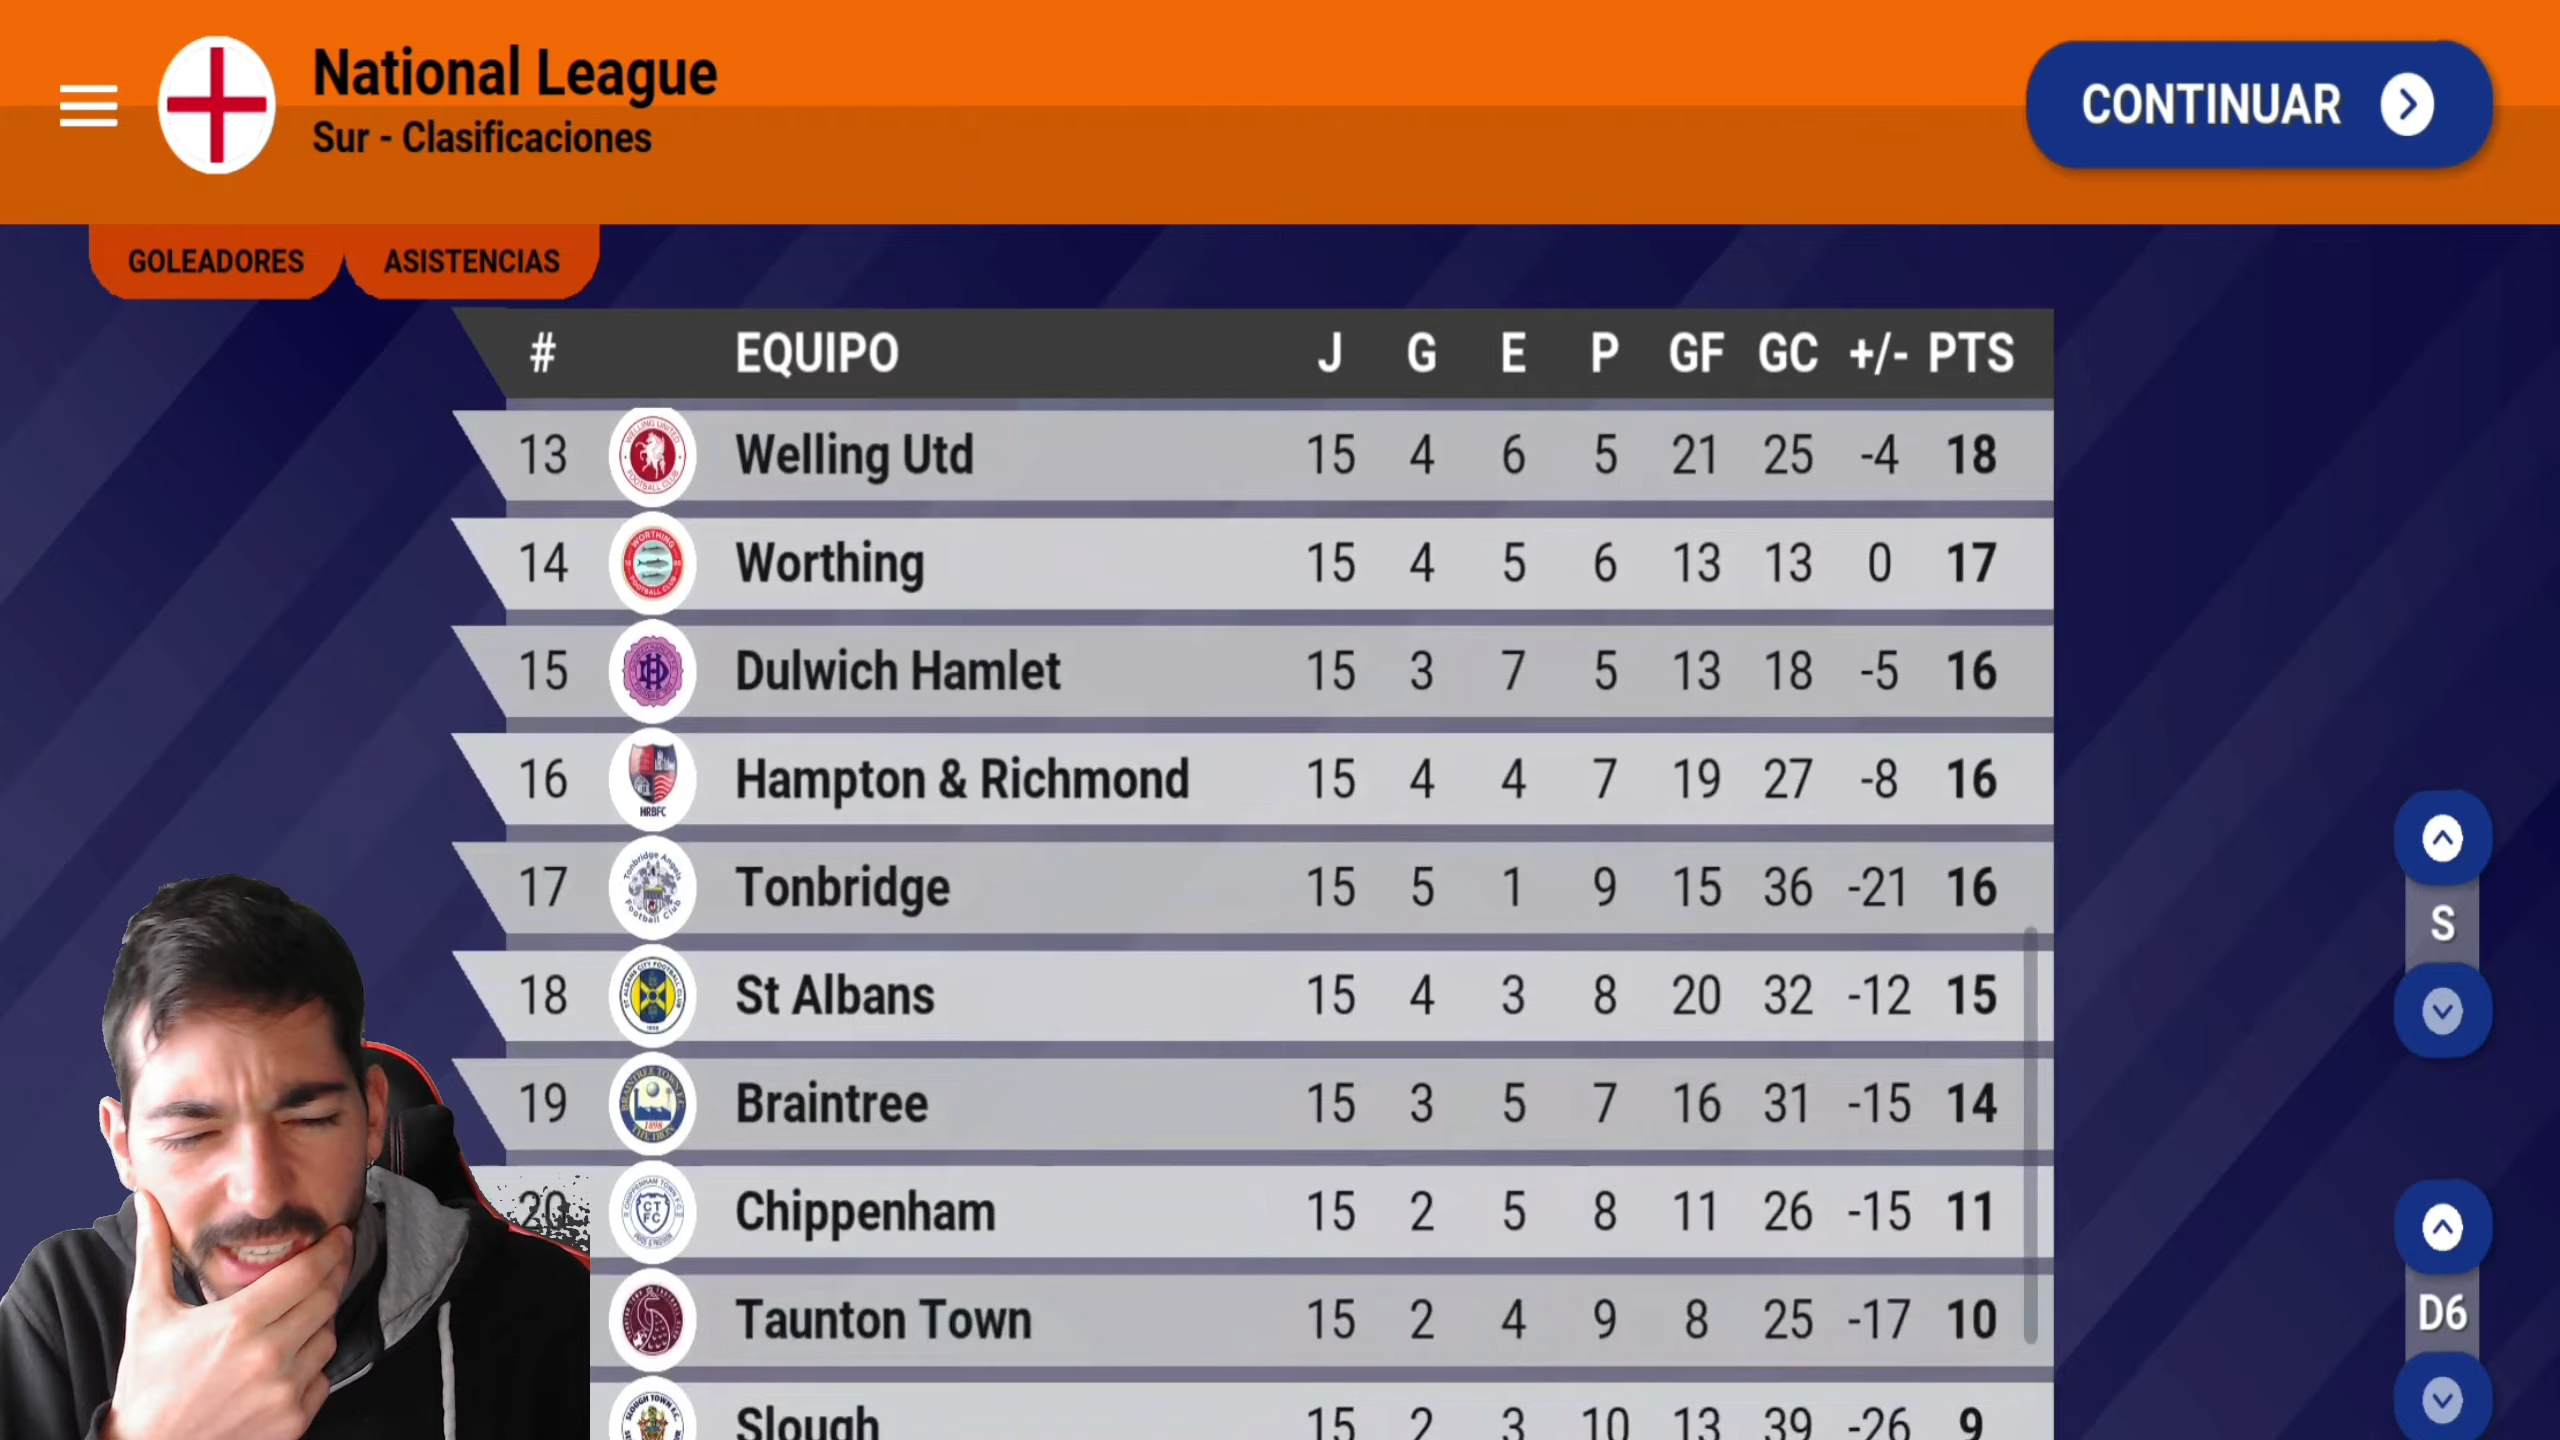 National League
Sur - Clasificaciones
CONTINUAR
GOLEADORES ASISTENCIAS
# EQUIPO J G E P GF GC +/- PTS
13 Welling Utd 15 4 6 5 21 25 -4 18
14 Worthing 15 4 5 6 13 13 0 17
15 Dulwich Hamlet 15 3 7 5 13 18 -5 16
16 HRBFC Hampton & Richmond 15 4 4 7 19 27 -8 16
17 Tonbridge 15 5 1 9 15 36 -21 16
18 St Albans 15 4 3 8 20 32 -12 15
19 Braintree 15 3 5 7 16 31 -15 14
20 Chippenham 15 2 5 8 11 26 -15 11
Taunton Town 15 2 4 9 8 25 -17 10
Slough 15 2 3 10 13 39 -26 9
S
D6